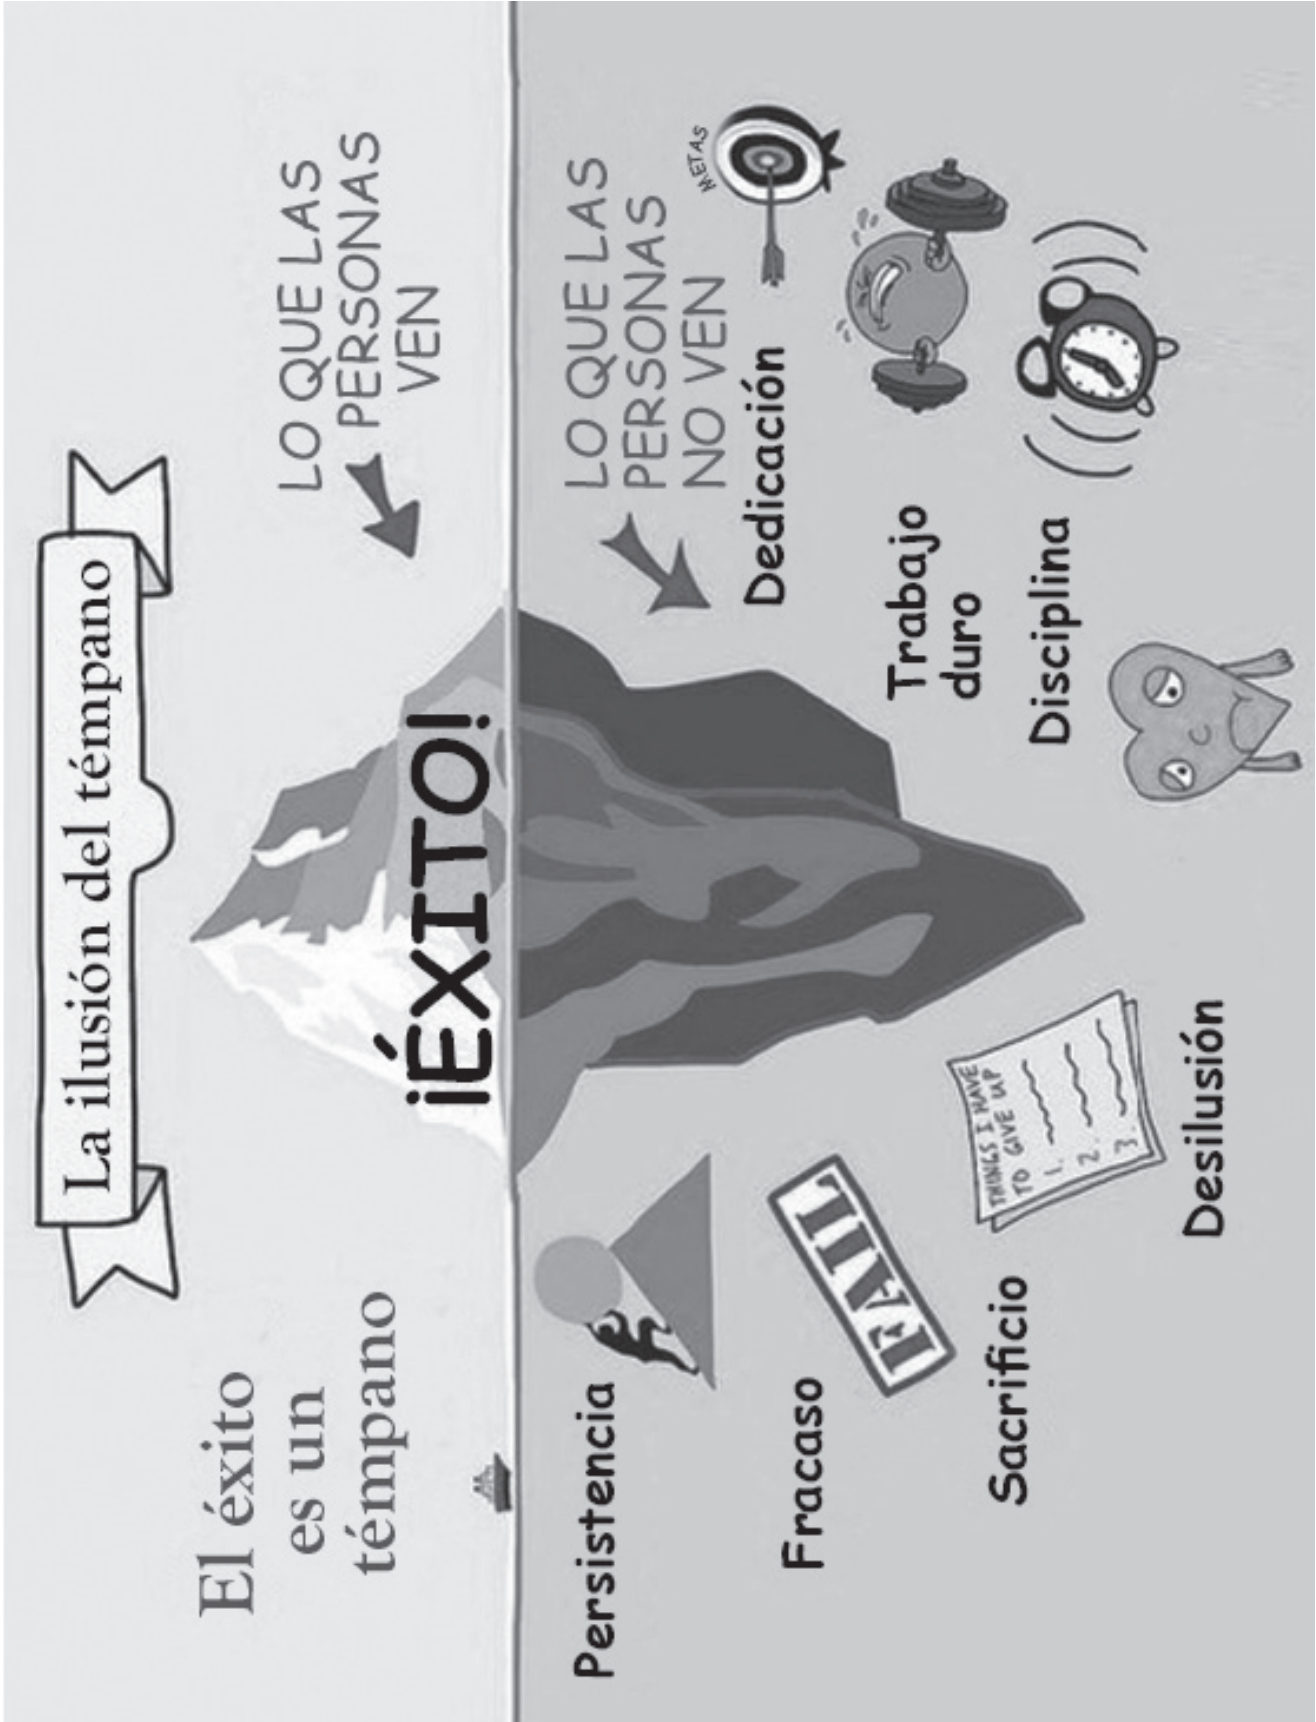 La ilusión del témpano
El éxito
es un
témpano
LO QUE LAS
PERSONAS
VEN
¡ÉXITO!
LO QUE LAS
PERSONAS
NO VEN
Persistencia
Fracaso
FAIL
Sacrificio
THINGS I HAVE
TO GIVE UP
1.
2.
3.
Desilusión
Disciplina
Trabajo
duro
Dedicación
METAS